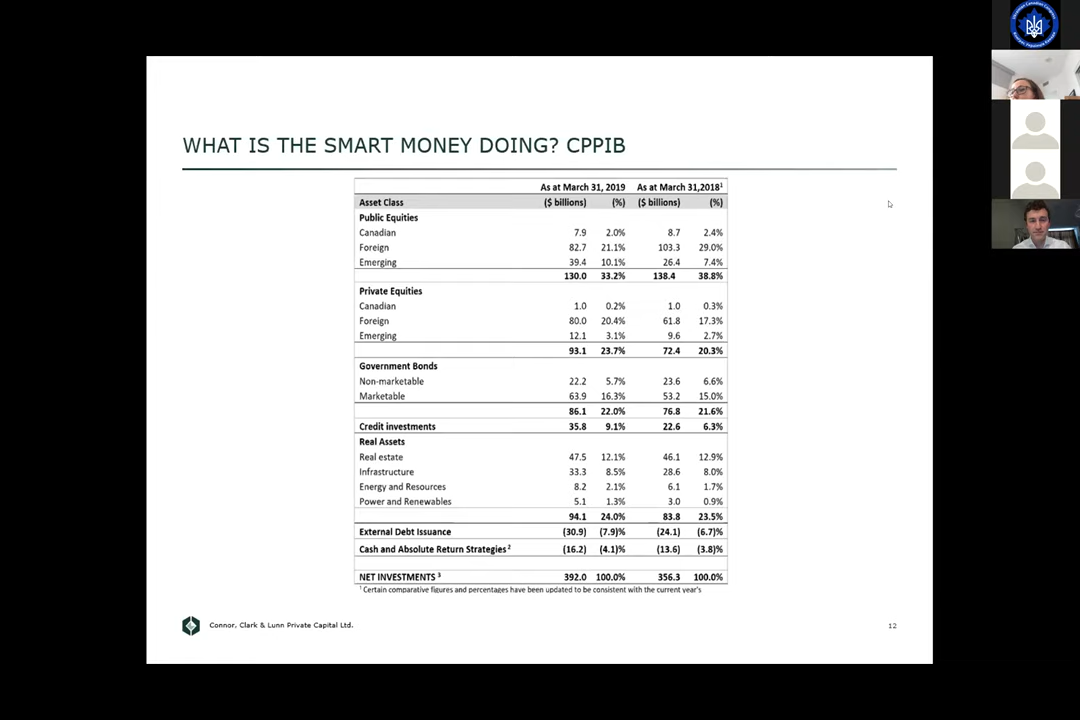 WHAT IS THE SMART MONEY DOING? CPPIB
As at March 31, 2019 As at March 31,2018¹
Asset Class ($ billions) (%) ($ billions) (%)
Public Equities
Canadian 7.9 2.0% 8.7 2.4%
Foreign 82.7 21.1% 103.3 29.0%
Emerging 39.4 10.1% 26.4 7.4%
130.0 33.2% 138.4 38.8%
Private Equities
Canadian 1.0 0.2% 1.0 0.3%
Foreign 80.0 20.4% 61.8 17.3%
Emerging 12.1 3.1% 9.6 2.7%
93.1 23.7% 72.4 20.3%
Government Bonds
Non-marketable 22.2 5.7% 23.6 6.6%
Marketable 63.9 16.3% 53.2 15.0%
86.1 22.0% 76.8 21.6%
Credit investments 35.8 9.1% 22.6 6.3%
Real Assets
Real estate 47.5 12.1% 46.1 12.9%
Infrastructure 33.3 8.5% 28.6 8.0%
Energy and Resources 8.2 2.1% 6.1 1.7%
Power and Renewables 5.1 1.3% 3.0 0.9%
94.1 24.0% 83.8 23.5%
External Debt Issuance (30.9) (7.9)% (24.1) (6.7)%
Cash and Absolute Return Strategies² (16.2) (4.1)% (13.6) (3.8)%
NET INVESTMENTS³ 392.0 100.0% 356.3 100.0%
¹ Certain comparative figures and percentages have been updated to be consistent with the current year's
Connor, Clark & Lunn Private Capital Ltd.
12